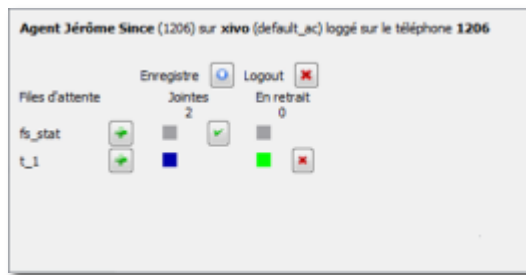 Agent Jérôme Since (1206) sur xivo (default_ac) loggé sur le téléphone 1206
Enregistre Logout
Files d'attente Jointes En retrait
2 0
fs_stat
t_1